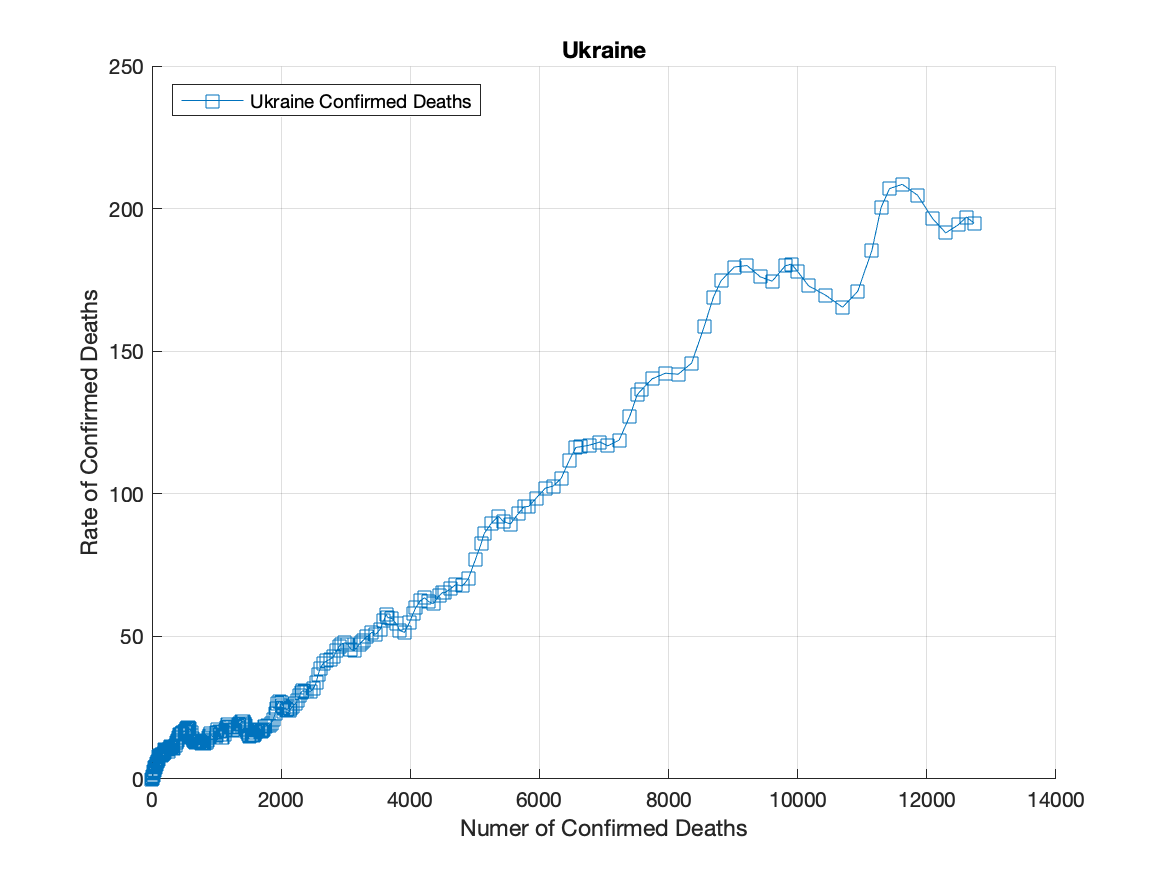 Ukraine
250
Ukraine Confirmed Deaths
200
150
100
50
0
Rate of Confirmed Deaths
0 2000 4000 6000 8000 10000 12000 14000
Numer of Confirmed Deaths